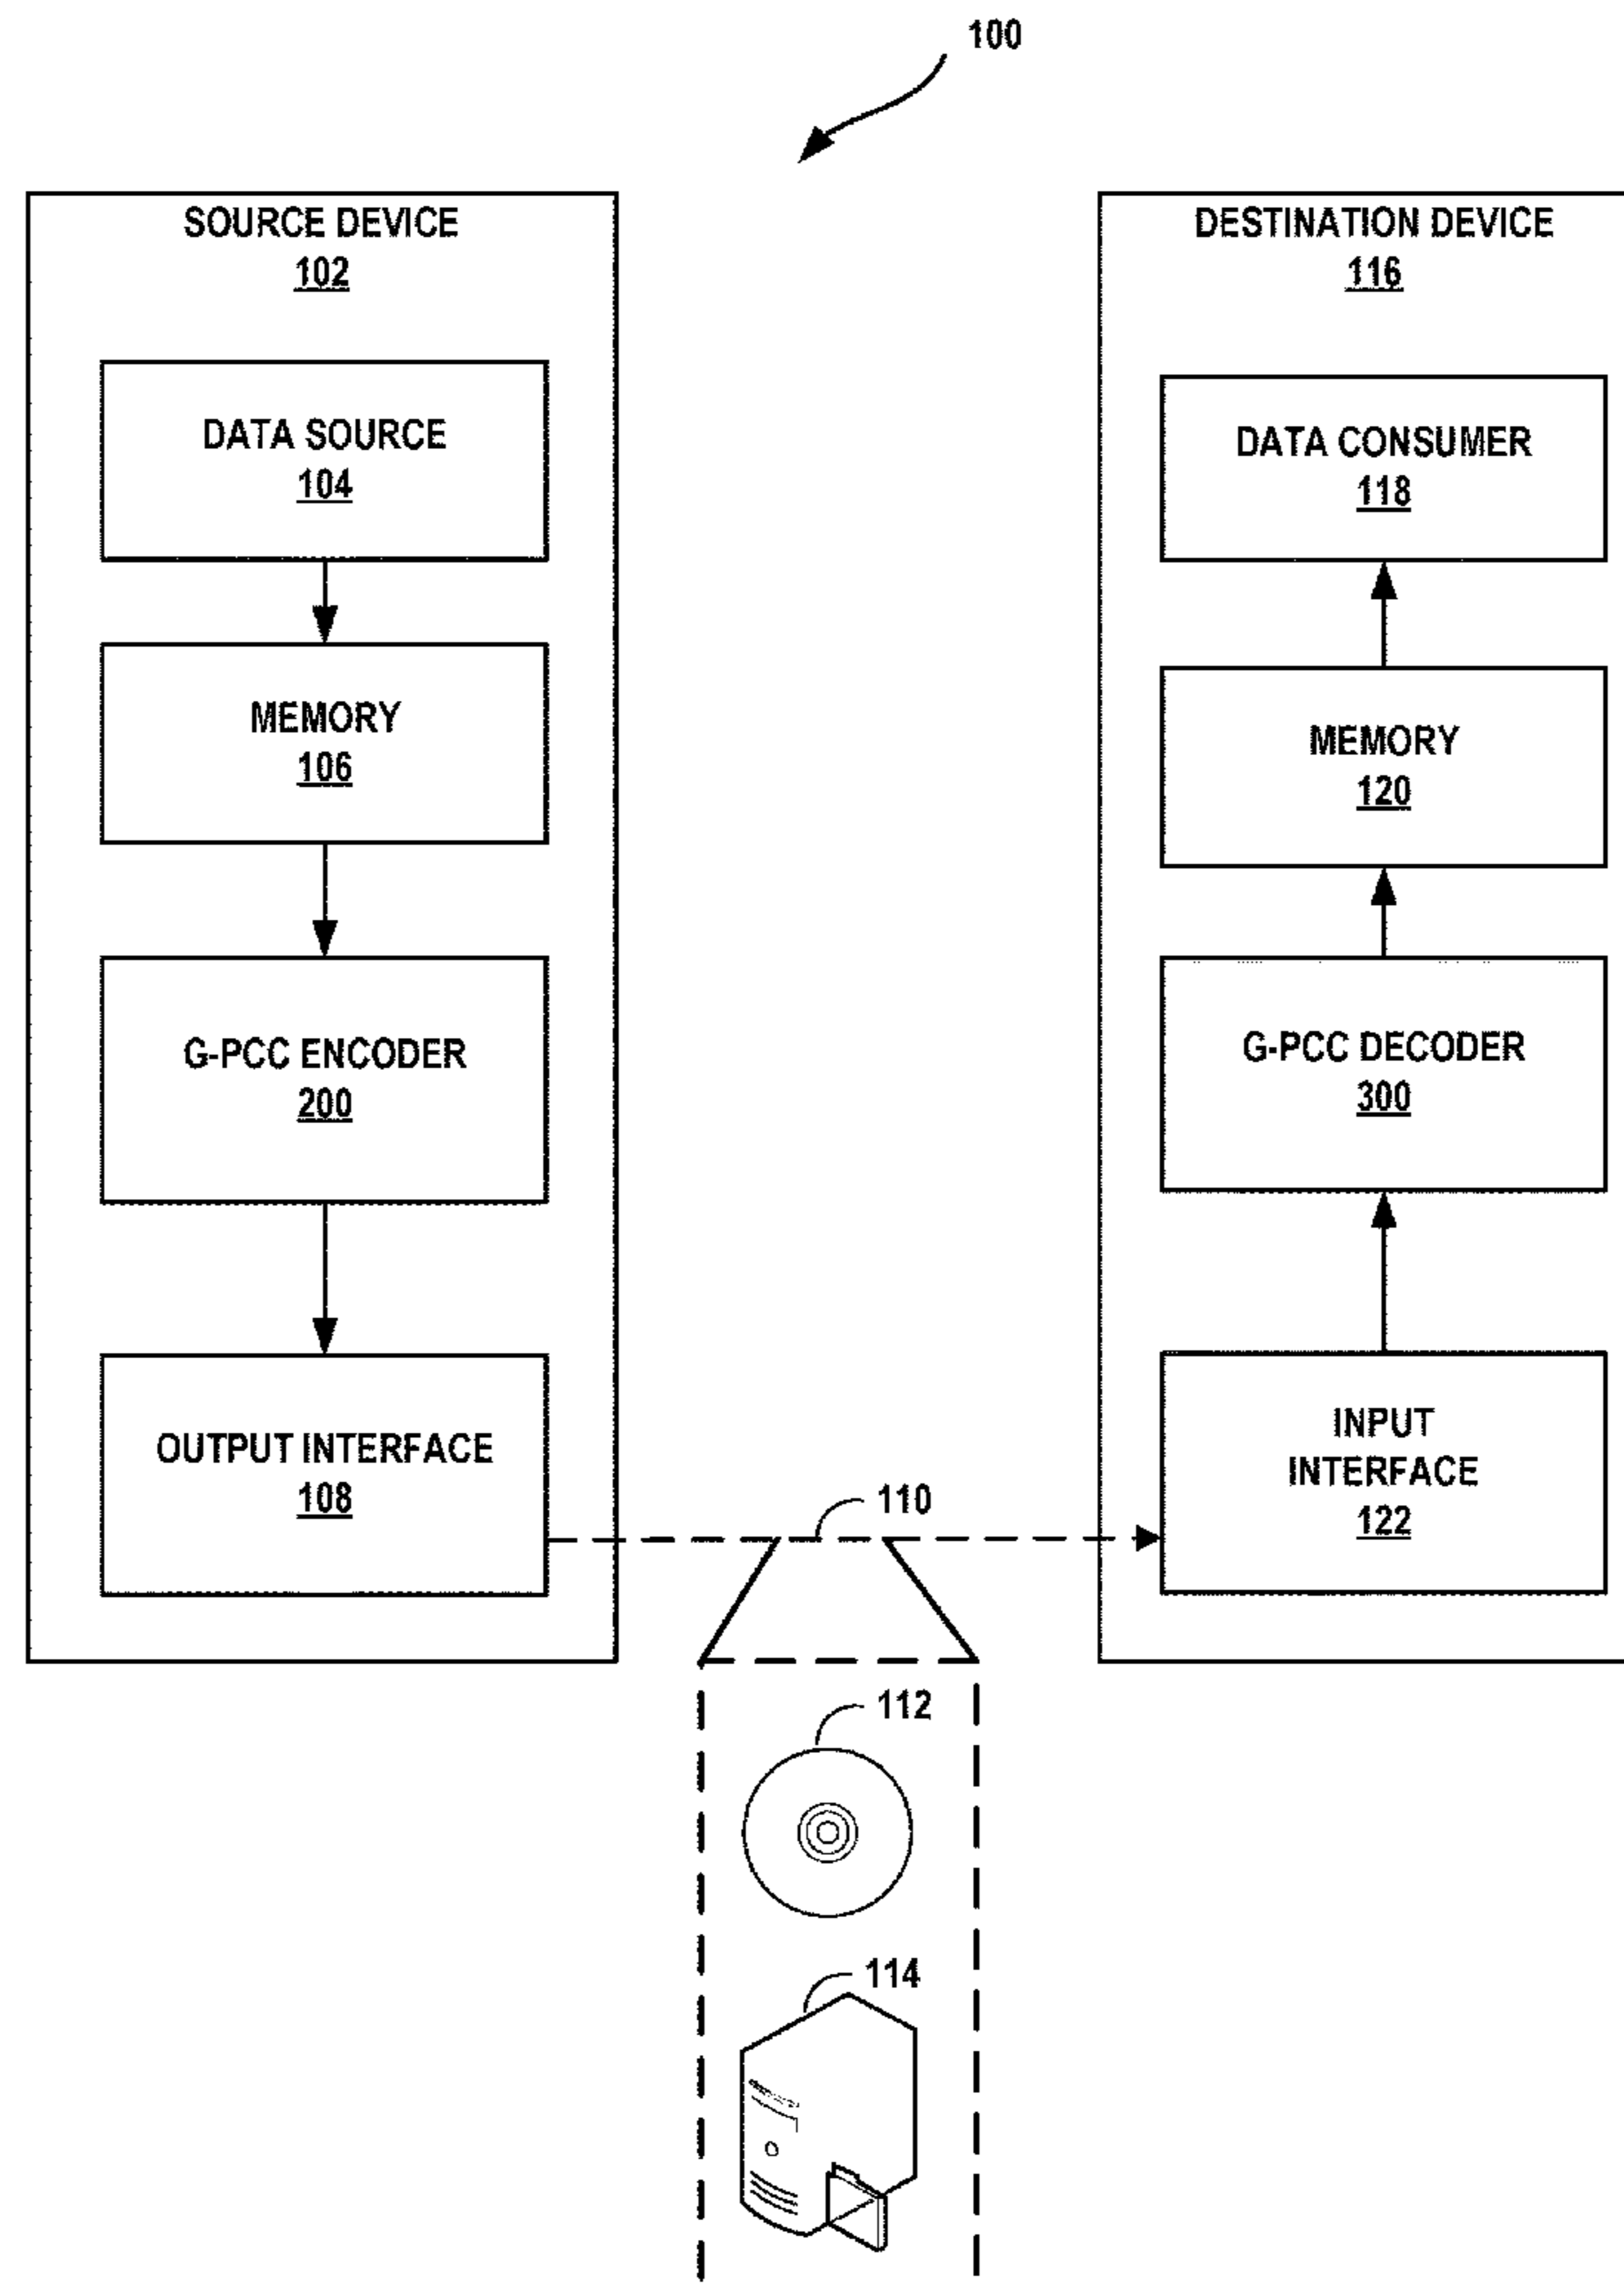 100
SOURCE DEVICE
102
DATA SOURCE
104
MEMORY
106
G-PCC ENCODER
200
OUTPUT INTERFACE
108
DESTINATION DEVICE
116
DATA CONSUMER
118
MEMORY
120
G-PCC DECODER
300
INPUT
INTERFACE
122
110
112
114